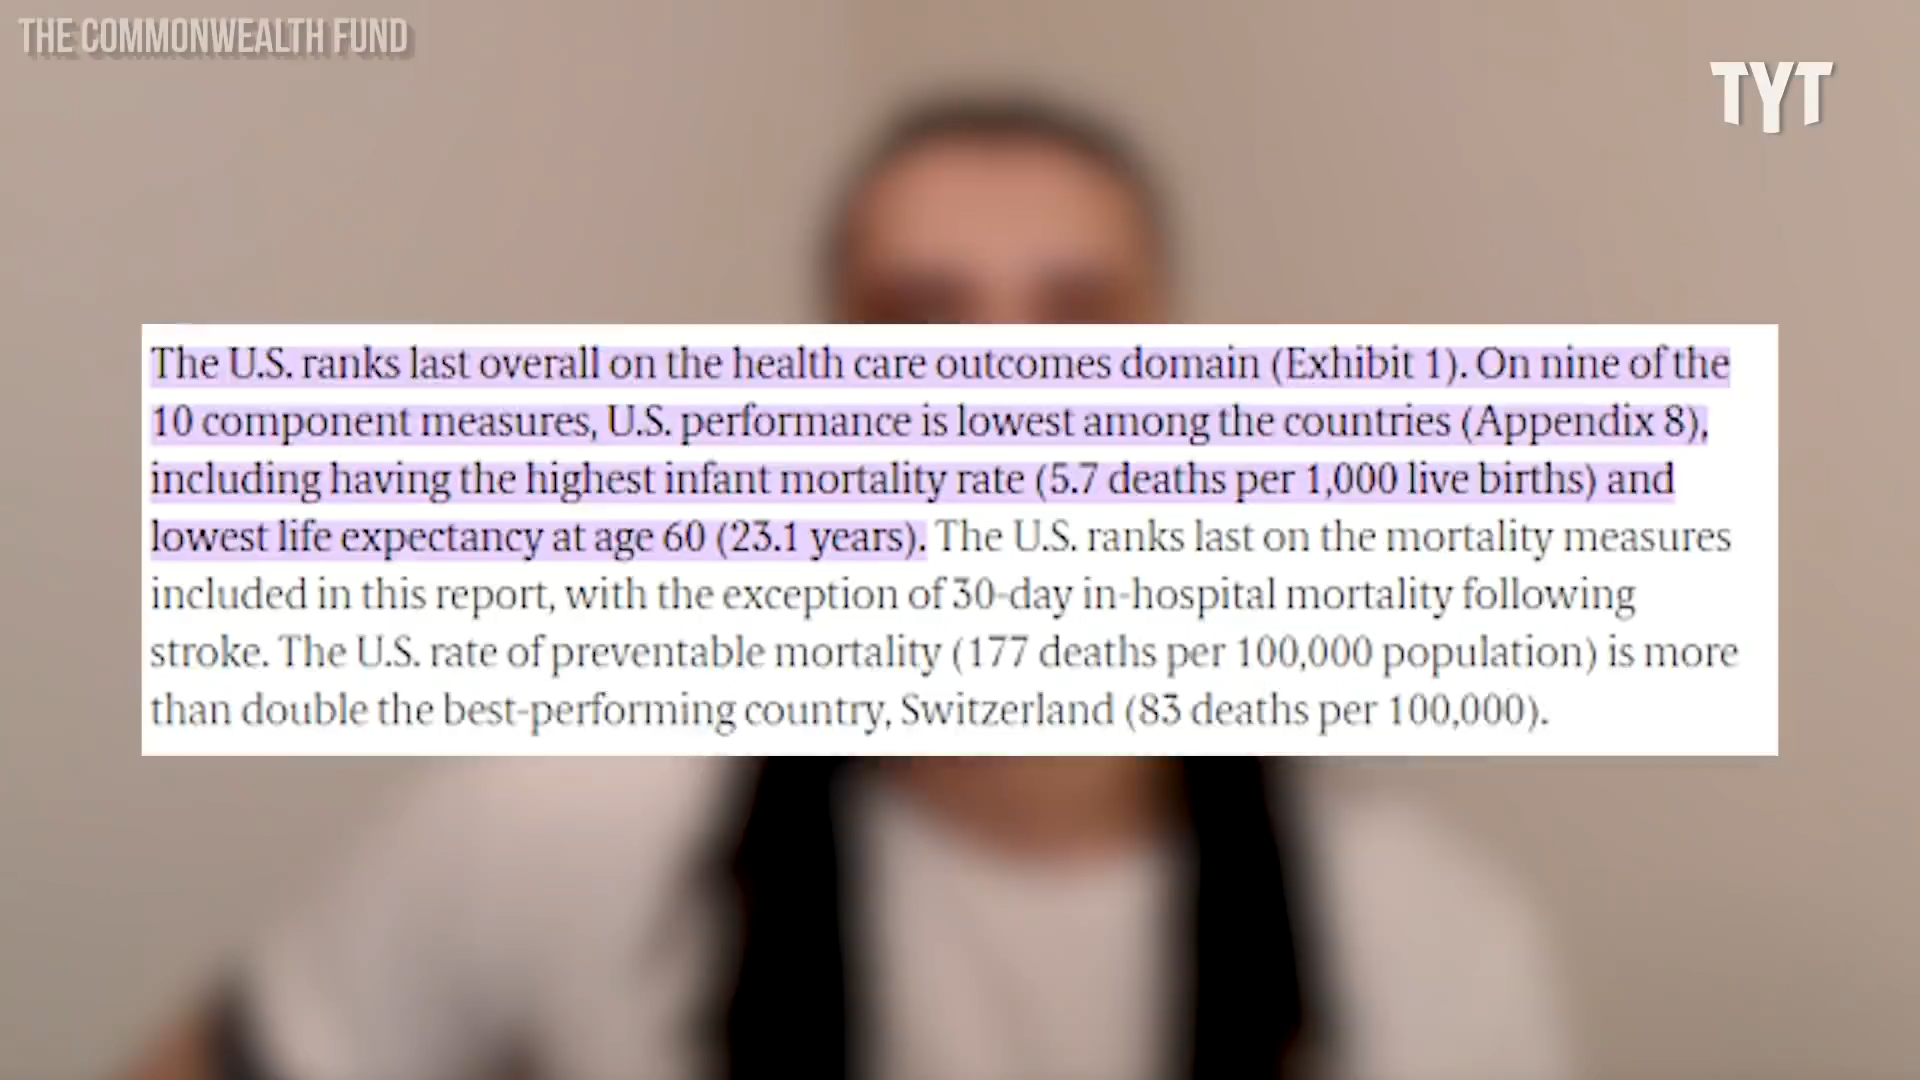 THE COMMONWEALTH FUND
TYT
The U.S. ranks last overall on the health care outcomes domain (Exhibit 1). On nine of the
10 component measures, U.S. performance is lowest among the countries (Appendix 8),
including having the highest infant mortality rate (5.7 deaths per 1,000 live births) and
lowest life expectancy at age 60 (23.1 years). The U.S. ranks last on the mortality measures
included in this report, with the exception of 30-day in-hospital mortality following
stroke. The U.S. rate of preventable mortality (177 deaths per 100,000 population) is more
than double the best-performing country, Switzerland (83 deaths per 100,000).